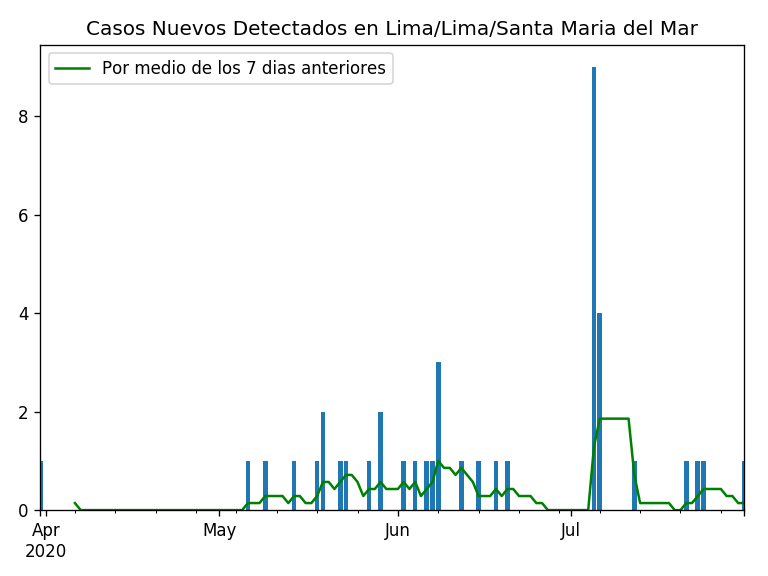 Casos Nuevos Detectados en Lima/Lima/Santa Maria del Mar
Por medio de los 7 dias anteriores
8
6
4
2
0
Apr May Jun Jul
2020